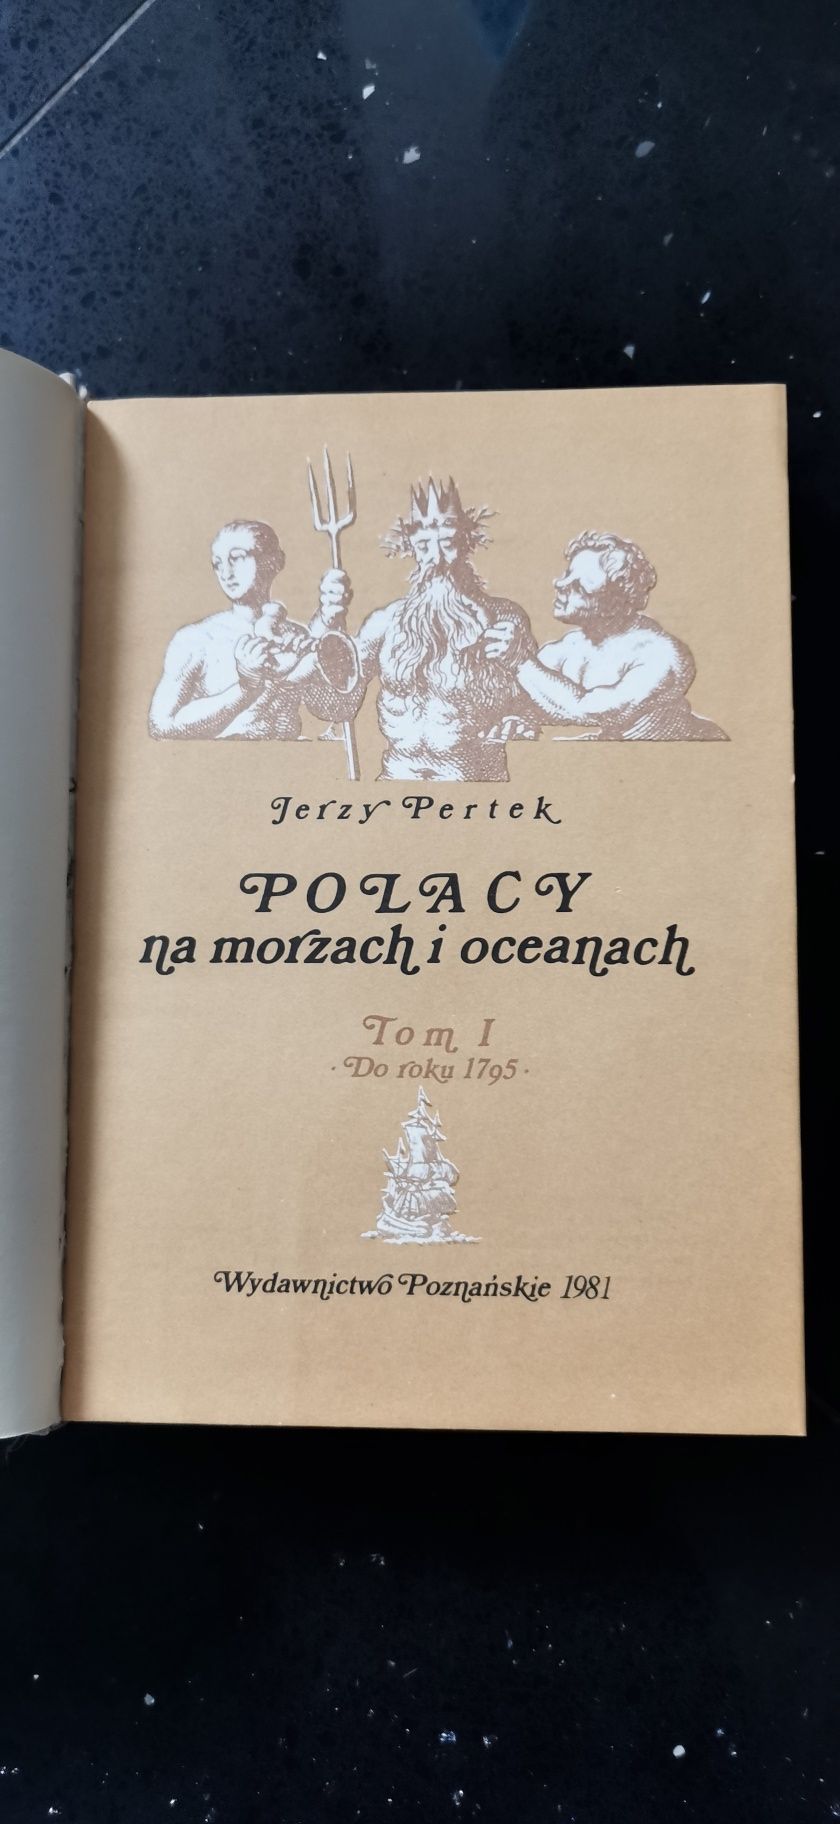 Jerzy Pertek
POLACY
na morzach i oceanach
Tom I
· Do roku 1795 ·
Wydawnictwo Poznańskie 1981